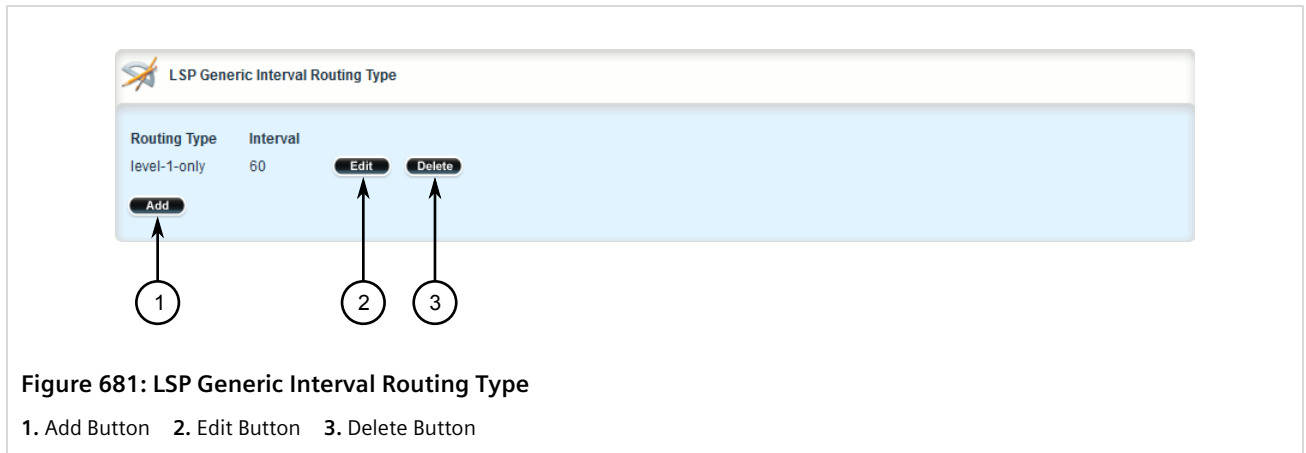 LSP Generic Interval Routing Type
Routing Type Interval
level-1-only 60 Edit Delete
Add
1 2 3
Figure 681: LSP Generic Interval Routing Type
1. Add Button 2. Edit Button 3. Delete Button